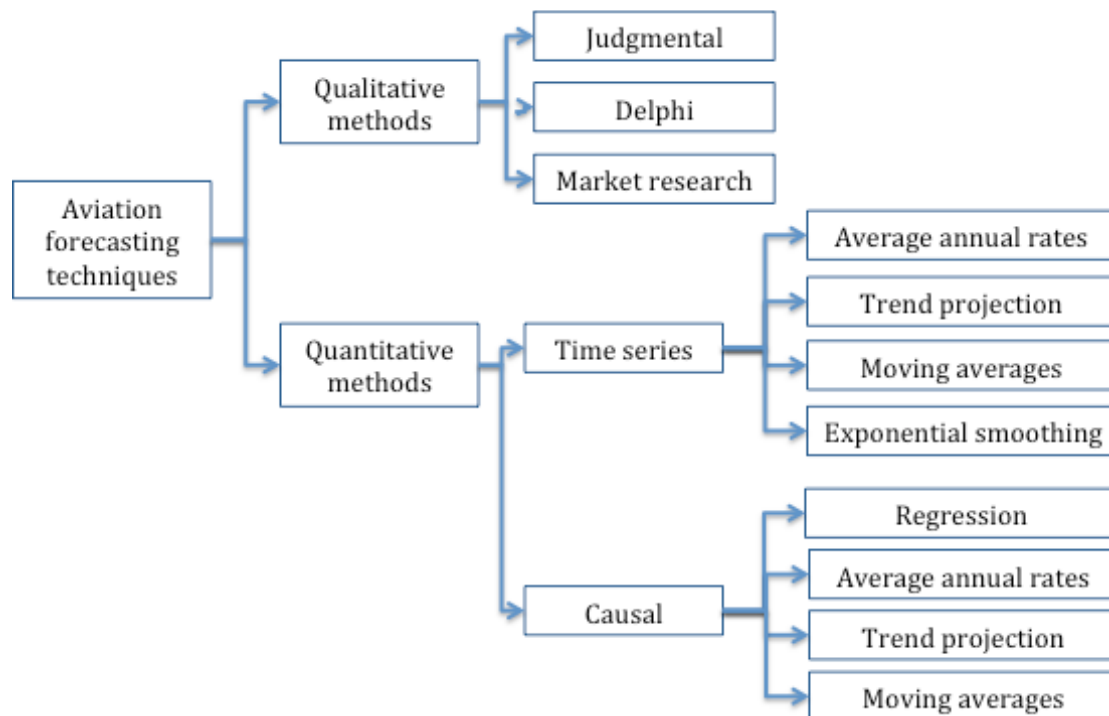 Judgmental
Qualitative
methods
Delphi
Market research
Aviation
forecasting
techniques
Average annual rates
Trend projection
Quantitative
methods
Time series
Moving averages
Exponential smoothing
Regression
Average annual rates
Causal
Trend projection
Moving averages